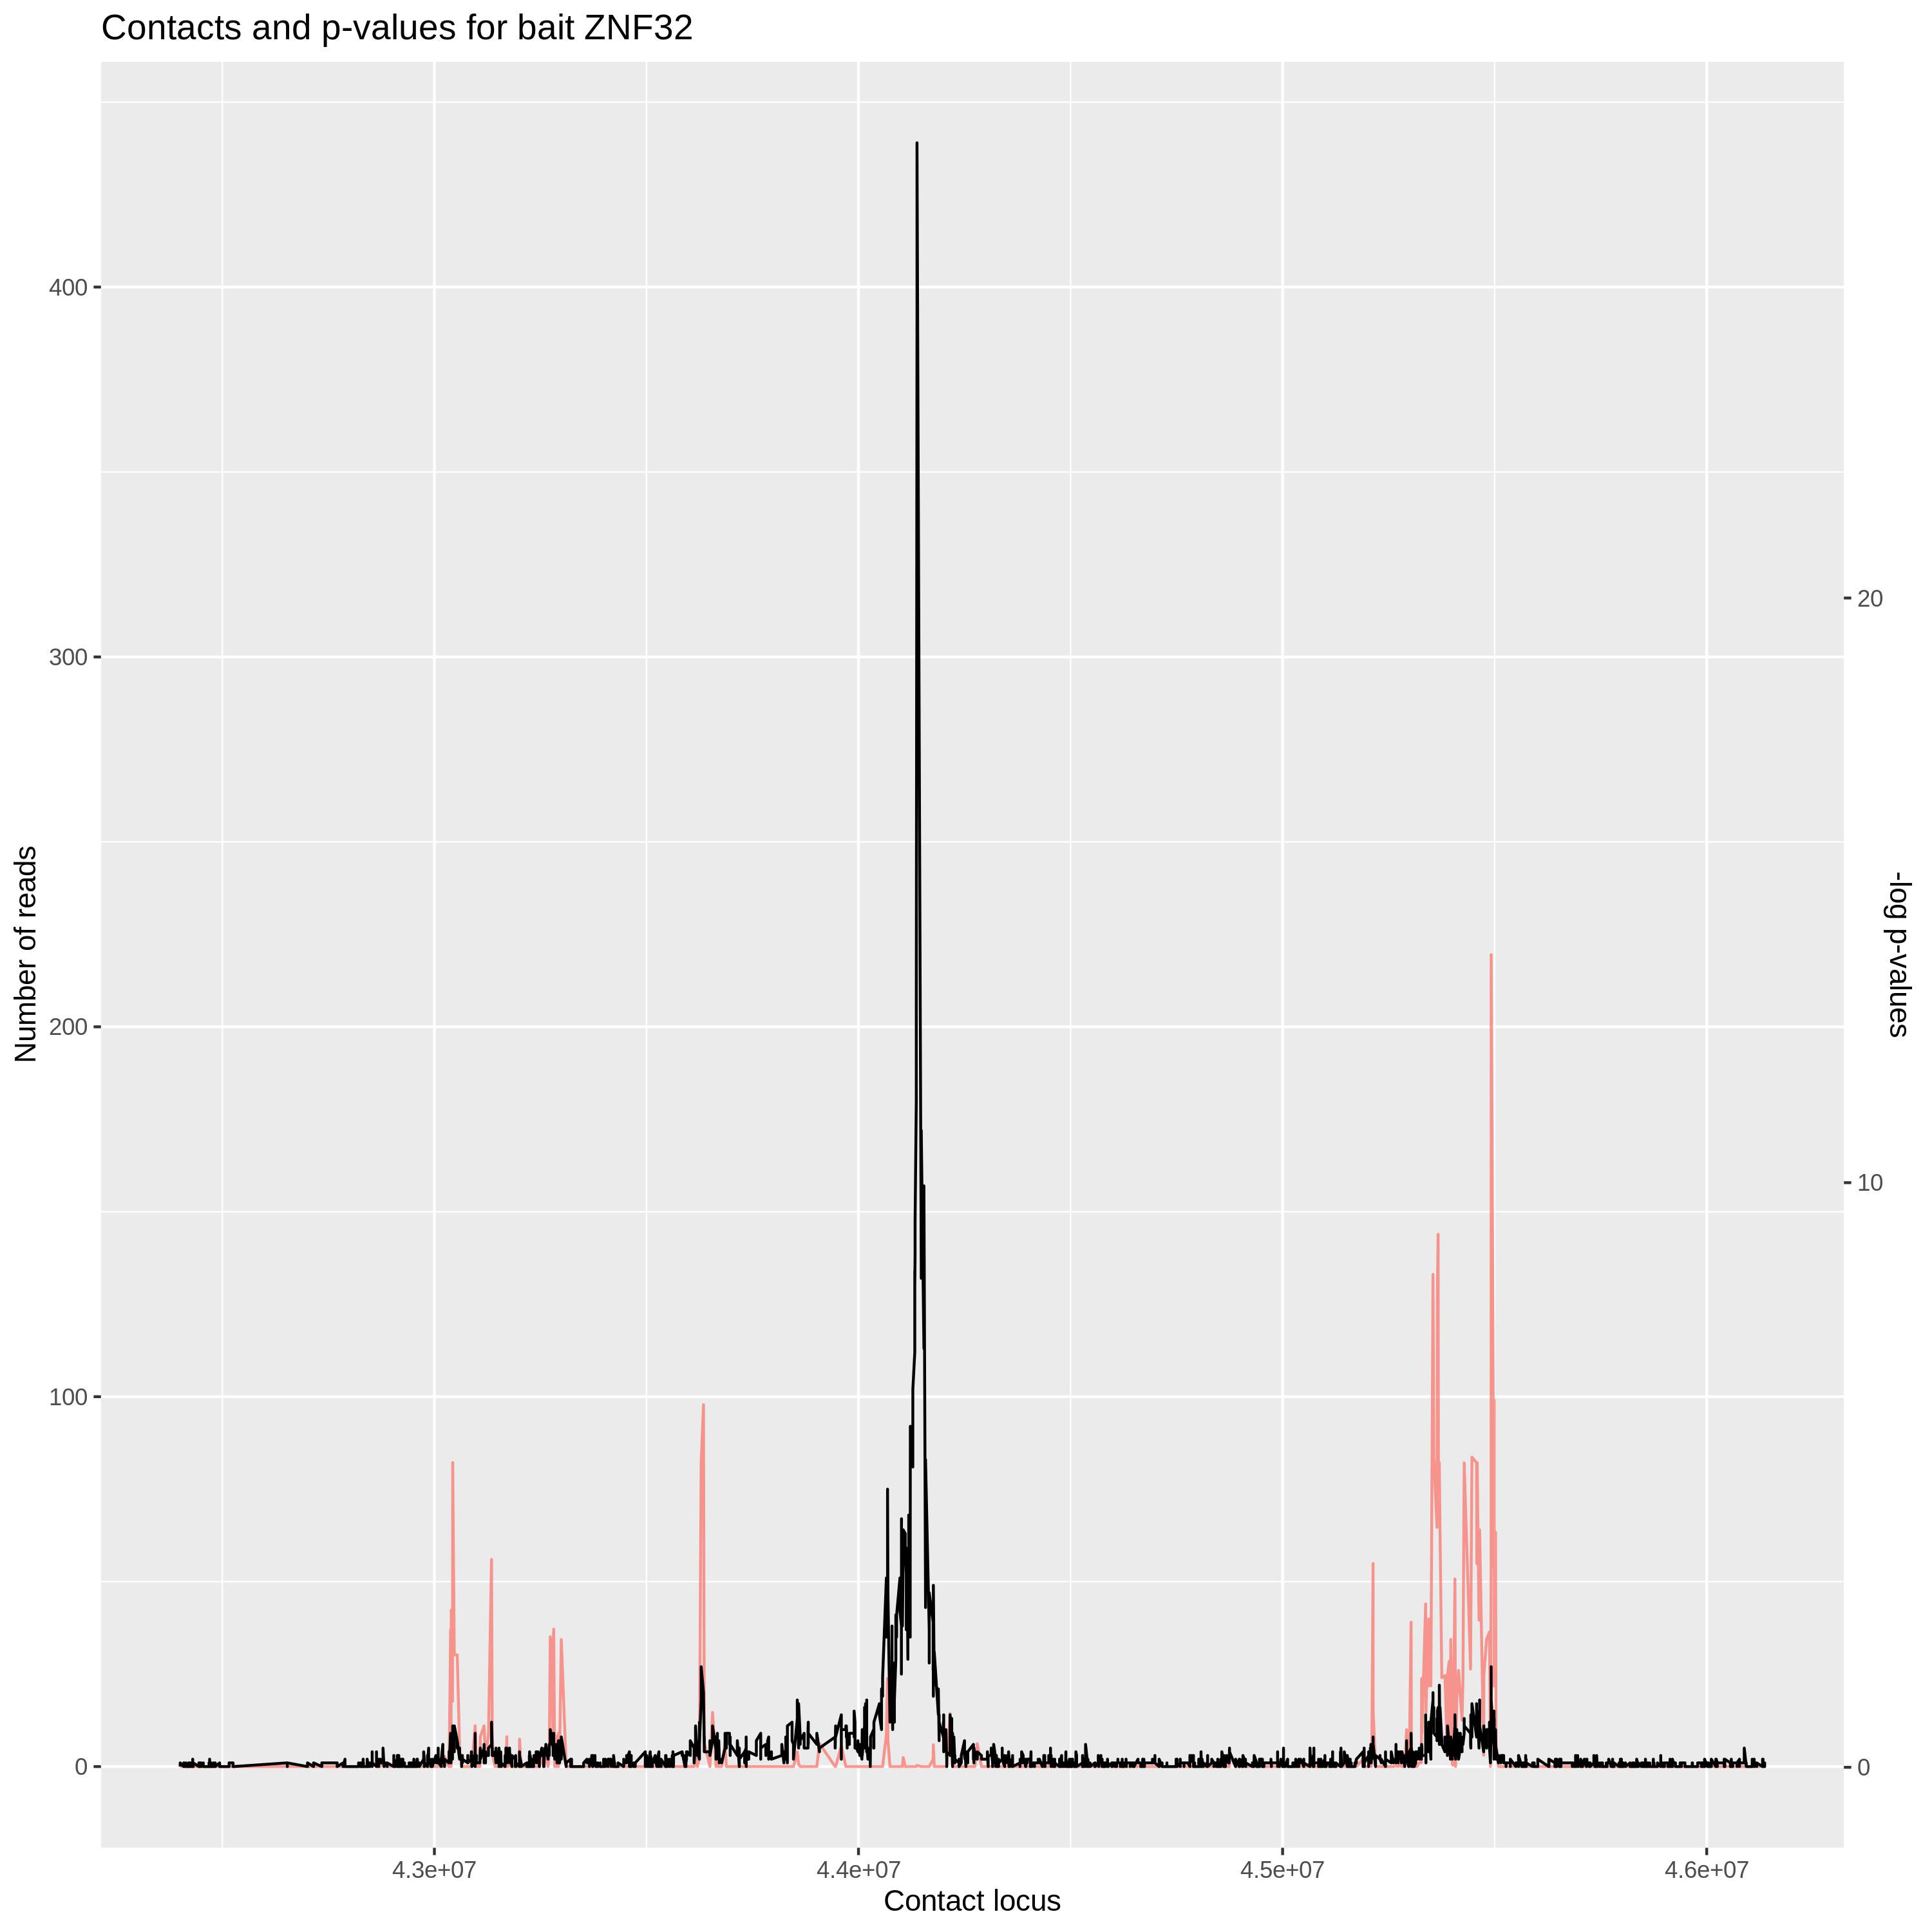 Contacts and p-values for bait ZNF32
400
300
200
100
0
Number of reads
20
10
0
-log p-values
4.3e+07
4.4e+07
4.5e+07
4.6e+07
Contact locus